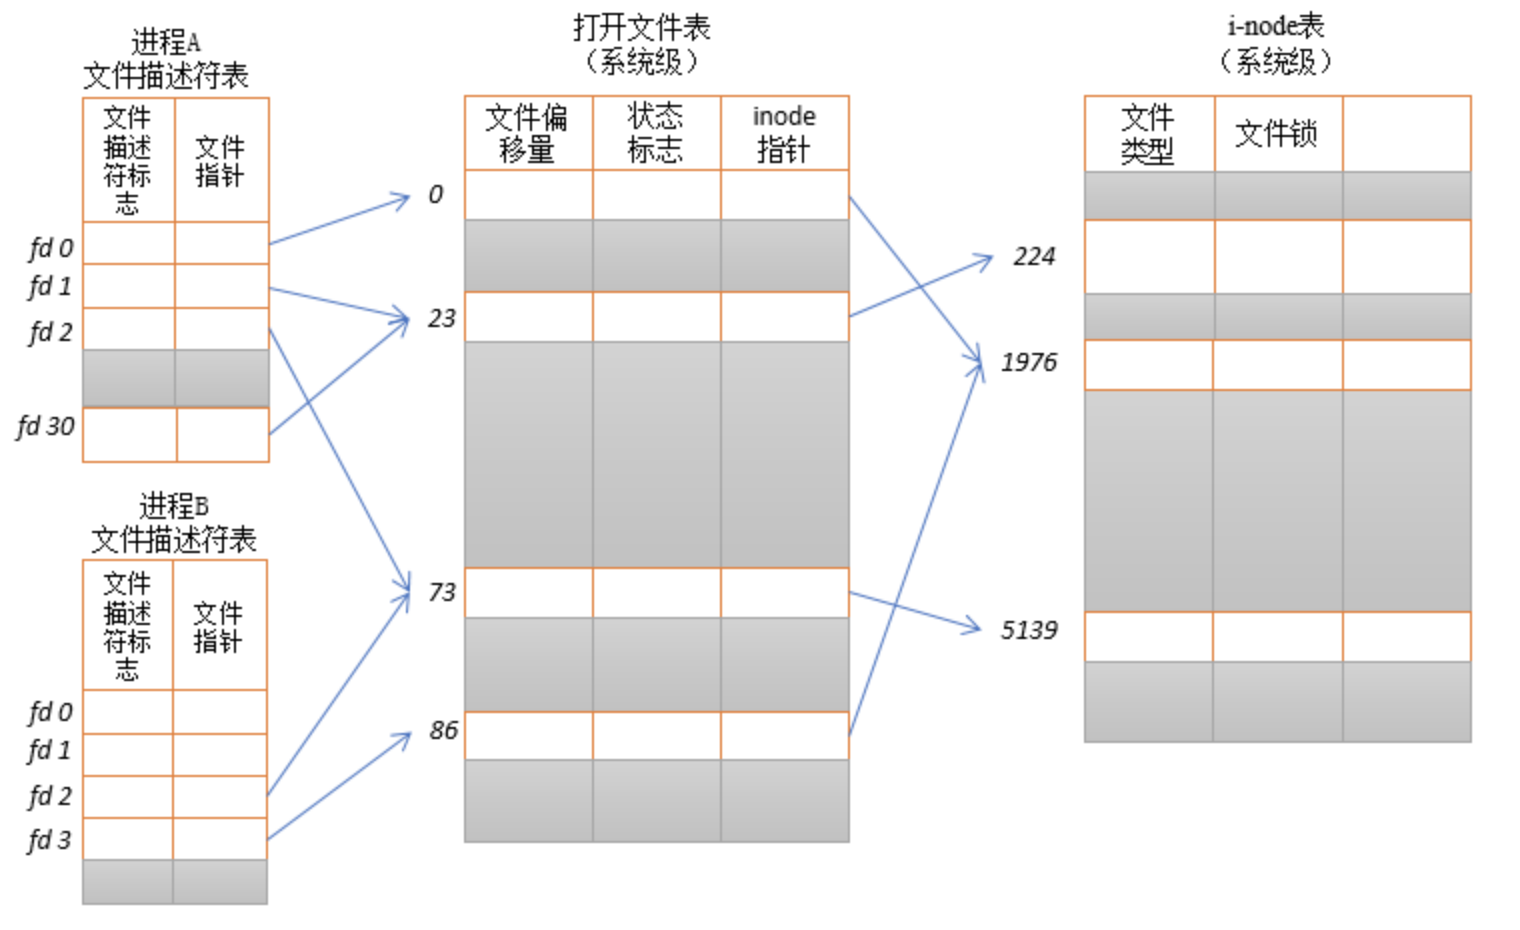 进程A
文件描述符表
文件
描述
符标
志
文件
指针
fd 0
fd 1
fd 2
fd 30
进程B
文件描述符表
文件
描述
符标
志
文件
指针
fd 0
fd 1
fd 2
fd 3
打开文件表
（系统级）
文件偏
移量
状态
标志
inode
指针
0
23
73
86
i-node表
（系统级）
文件
类型
文件锁
224
1976
5139